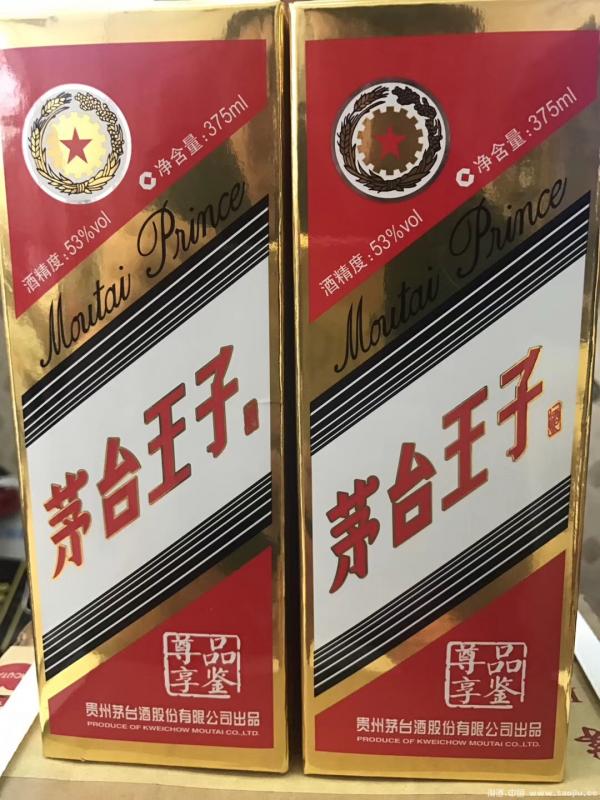 净含量:375ml
酒精度:53%vol
Moutai Prince
茅台王子
尊享
品鉴
贵州茅台酒股份有限公司出品
PRODUCE OF KWEICHOW MOUTAI CO.,LTD.
净含量:375ml
酒精度:53%vol
Moutai Prince
茅台王子
酒
尊享
品鉴
贵州茅台酒股份有限公司出品
PRODUCE OF KWEICHOW MOUTAI CO.,LTD.
www.taojiu.cc